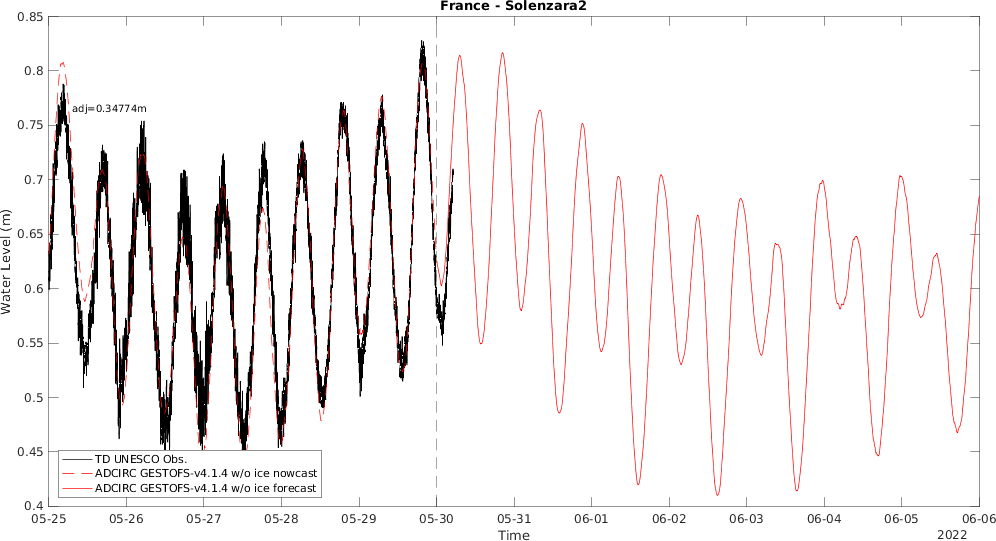 France - Solenzara2
0.85
0.8
0.75
0.7
0.65
0.6
0.55
0.5
0.45
0.4
Water Level (m)
adj=0.34774m
TD UNESCO Obs.
ADCIRC GESTOFS-v4.1.4 w/o ice nowcast
ADCIRC GESTOFS-v4.1.4 w/o ice forecast
05-25 05-26 05-27 05-28 05-29 05-30 05-31 06-01 06-02 06-03 06-04 06-05 06-06
Time
2022